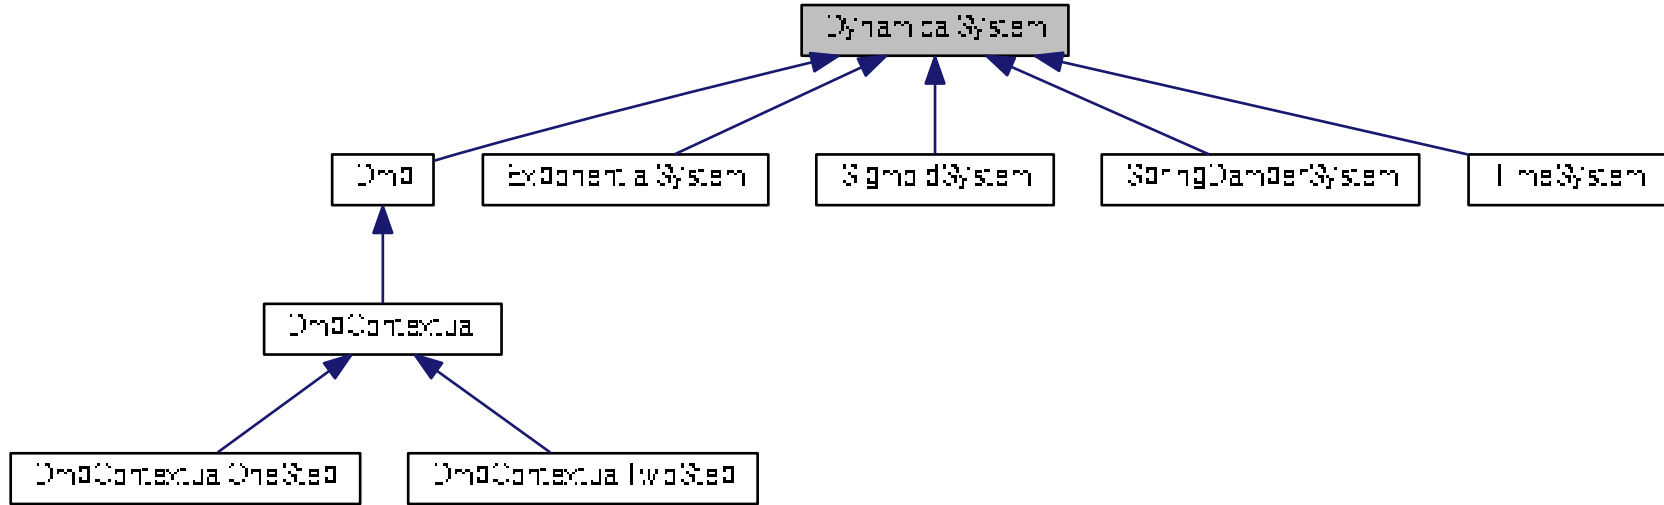 DynamicalSystem
Dmp
ExponentialSystem
SigmoidSystem
SpringDamperSystem
TimeSystem
DmpContextual
DmpContextualOneStep
DmpContextualTwoStep